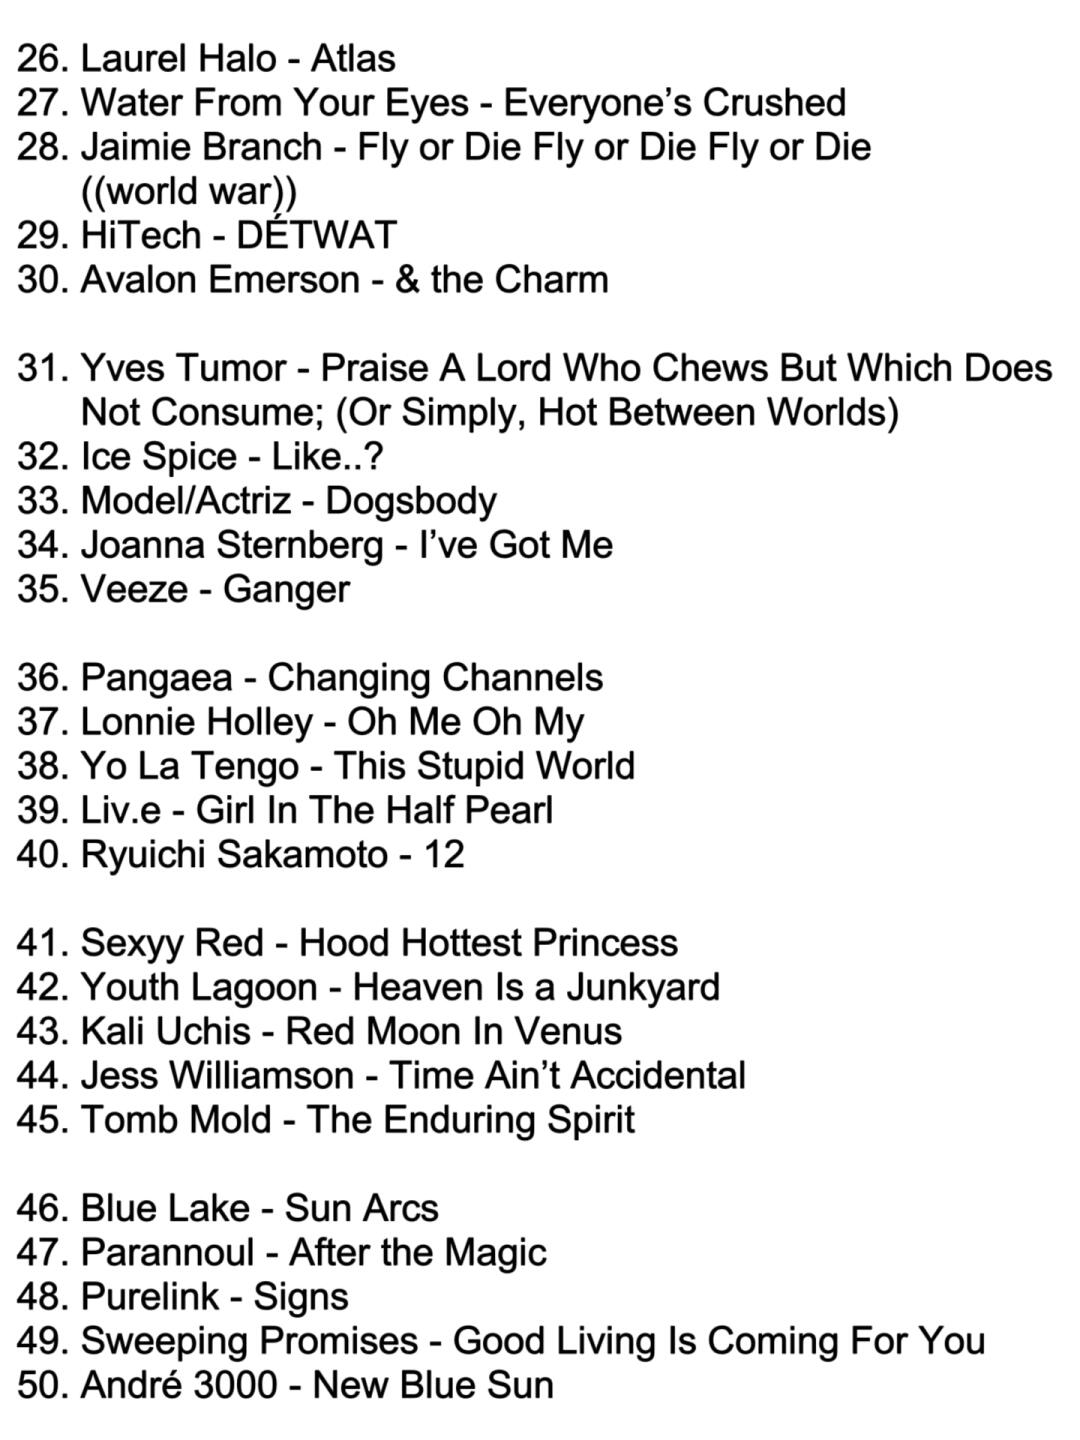 26. Laurel Halo - Atlas
27. Water From Your Eyes - Everyone’s Crushed
28. Jaimie Branch - Fly or Die Fly or Die Fly or Die
((world war))
29. HiTech - DÉTWAT
30. Avalon Emerson - & the Charm
31. Yves Tumor - Praise A Lord Who Chews But Which Does
Not Consume; (Or Simply, Hot Between Worlds)
32. Ice Spice - Like..?
33. Model/Actriz - Dogsbody
34. Joanna Sternberg - I’ve Got Me
35. Veeze - Ganger
36. Pangaea - Changing Channels
37. Lonnie Holley - Oh Me Oh My
38. Yo La Tengo - This Stupid World
39. Liv.e - Girl In The Half Pearl
40. Ryuichi Sakamoto - 12
41. Sexyy Red - Hood Hottest Princess
42. Youth Lagoon - Heaven Is a Junkyard
43. Kali Uchis - Red Moon In Venus
44. Jess Williamson - Time Ain’t Accidental
45. Tomb Mold - The Enduring Spirit
46. Blue Lake - Sun Arcs
47. Parannoul - After the Magic
48. Purelink - Signs
49. Sweeping Promises - Good Living Is Coming For You
50. André 3000 - New Blue Sun